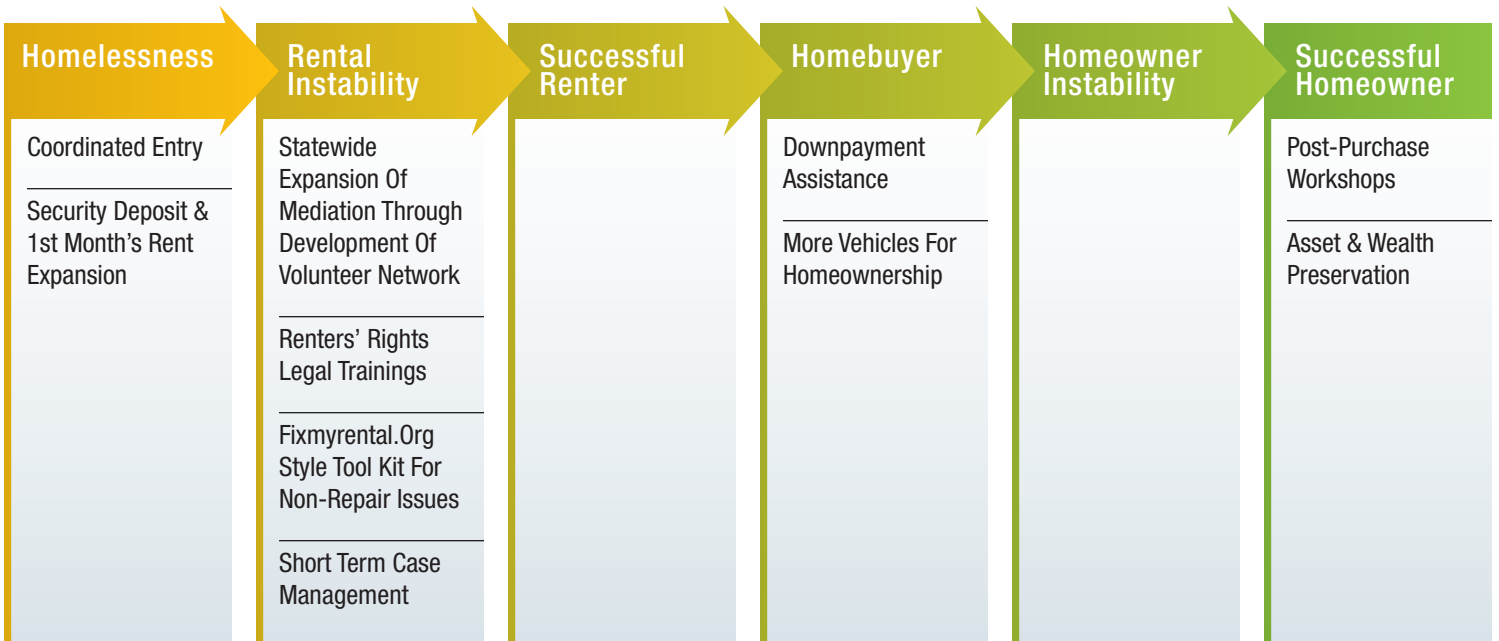 Homelessness
Rental
Instability
Successful
Renter
Homebuyer
Homeowner
Instability
Successful
Homeowner
Coordinated Entry
Security Deposit &
1st Month’s Rent
Expansion
Statewide
Expansion Of
Mediation Through
Development Of
Volunteer Network
Renters’ Rights
Legal Trainings
Fixmyrental.Org
Style Tool Kit For
Non-Repair Issues
Short Term Case
Management
Downpayment
Assistance
More Vehicles For
Homeownership
Post-Purchase
Workshops
Asset & Wealth
Preservation